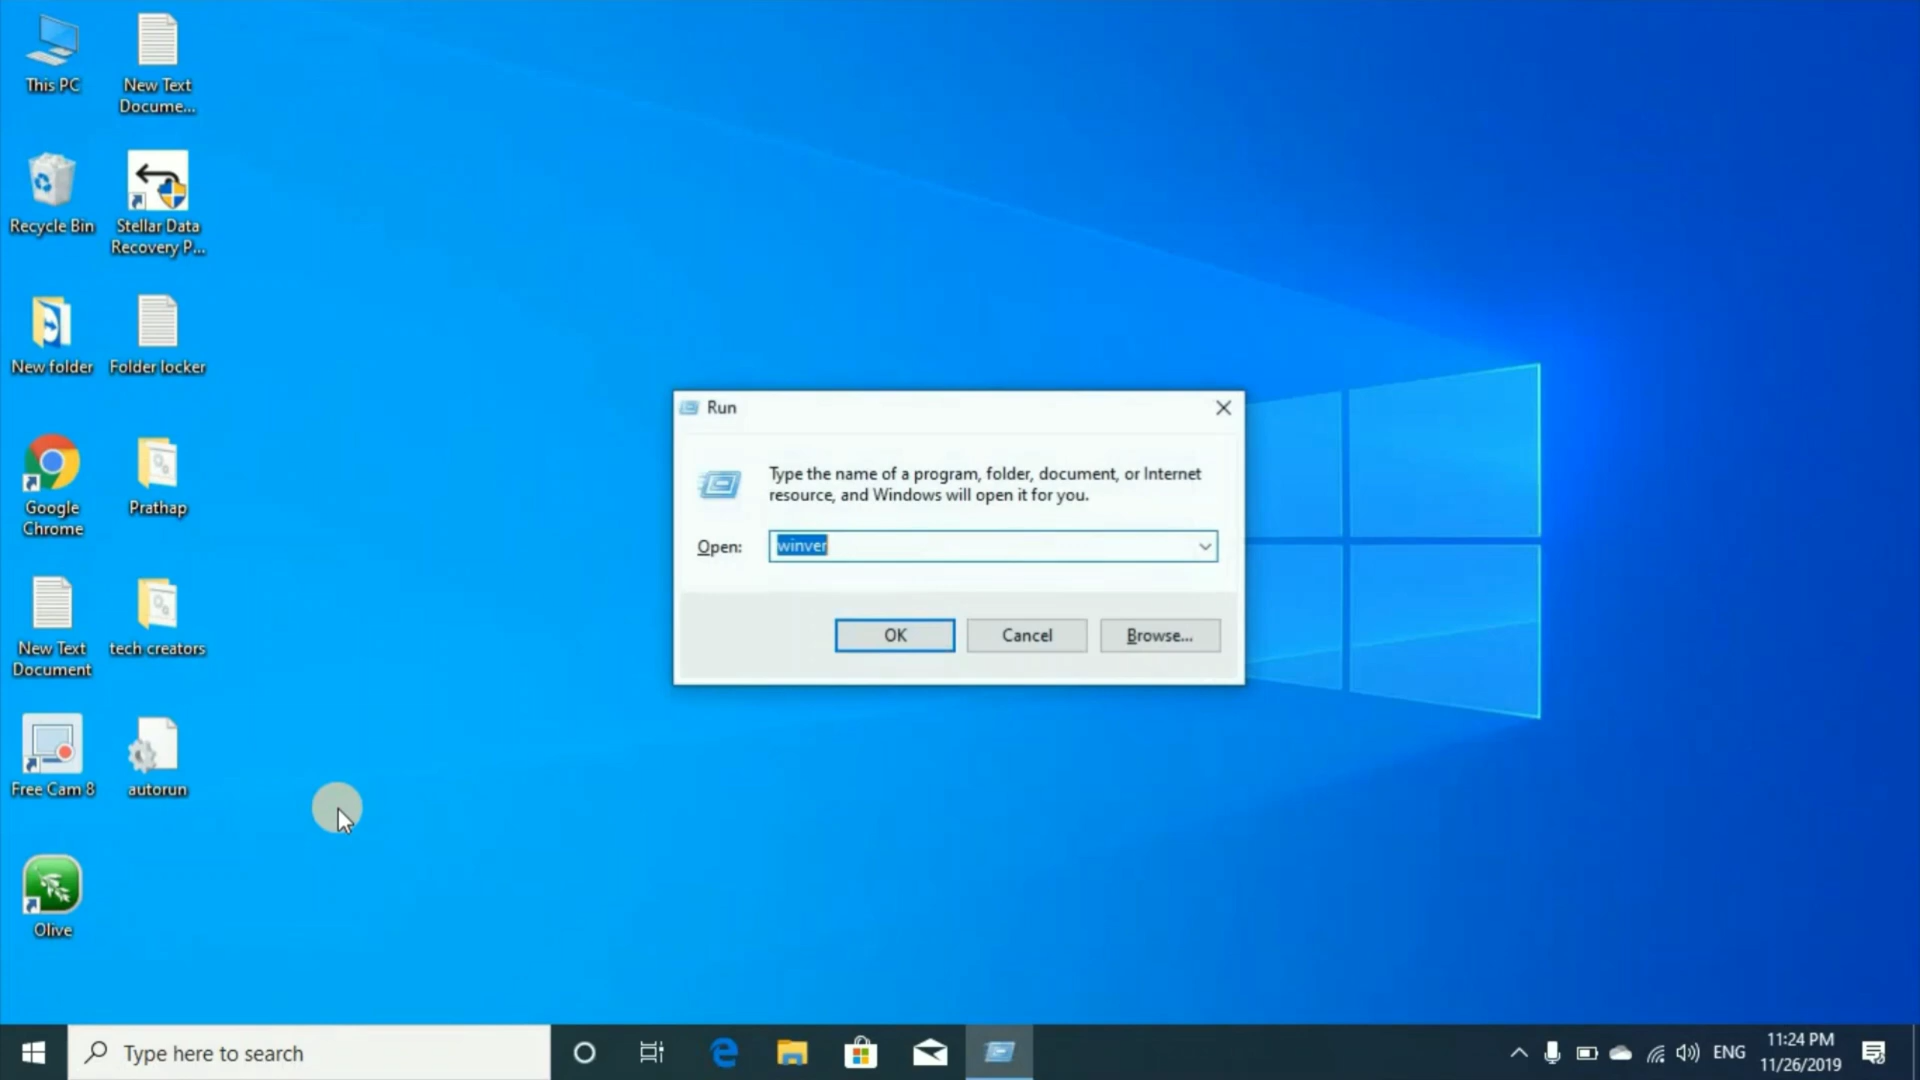 This PC
New Text
Docume...
Recycle Bin
Stellar Data
Recovery P...
New folder
Folder locker
Google
Chrome
Prathap
New Text
Document
tech creators
Free Cam 8
autorun
Olive
Run
Type the name of a program, folder, document, or Internet
resource, and Windows will open it for you.
Open:
winver
OK
Cancel
Browse...
Type here to search
ENG
11:24 PM
11/26/2019